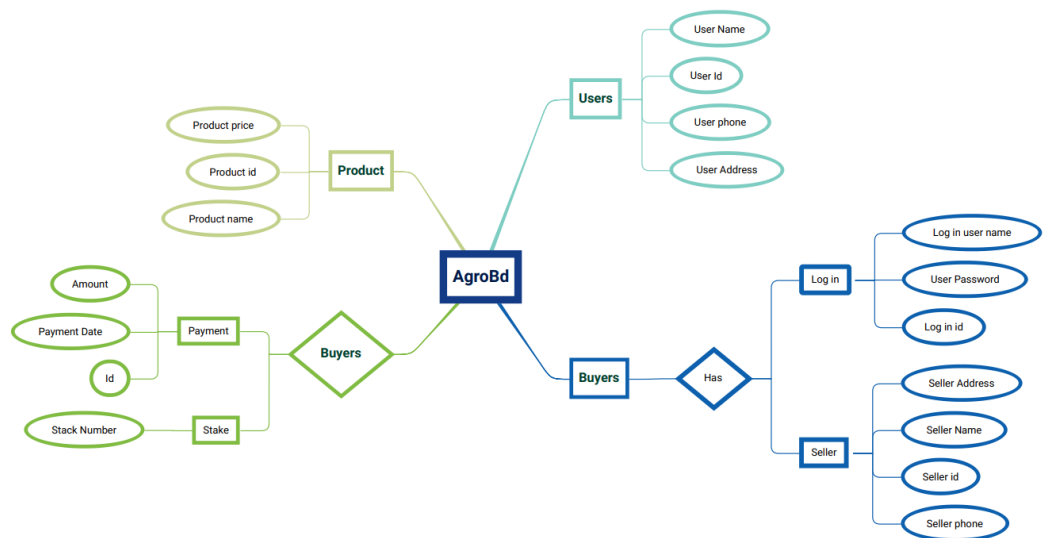 AgroBd
Users
User Name
User Id
User phone
User Address
Product
Product price
Product id
Product name
Buyers
Payment
Amount
Payment Date
Id
Stake
Stack Number
Buyers
Has
Log in
Log in user name
User Password
Log in id
Seller
Seller Address
Seller Name
Seller id
Seller phone